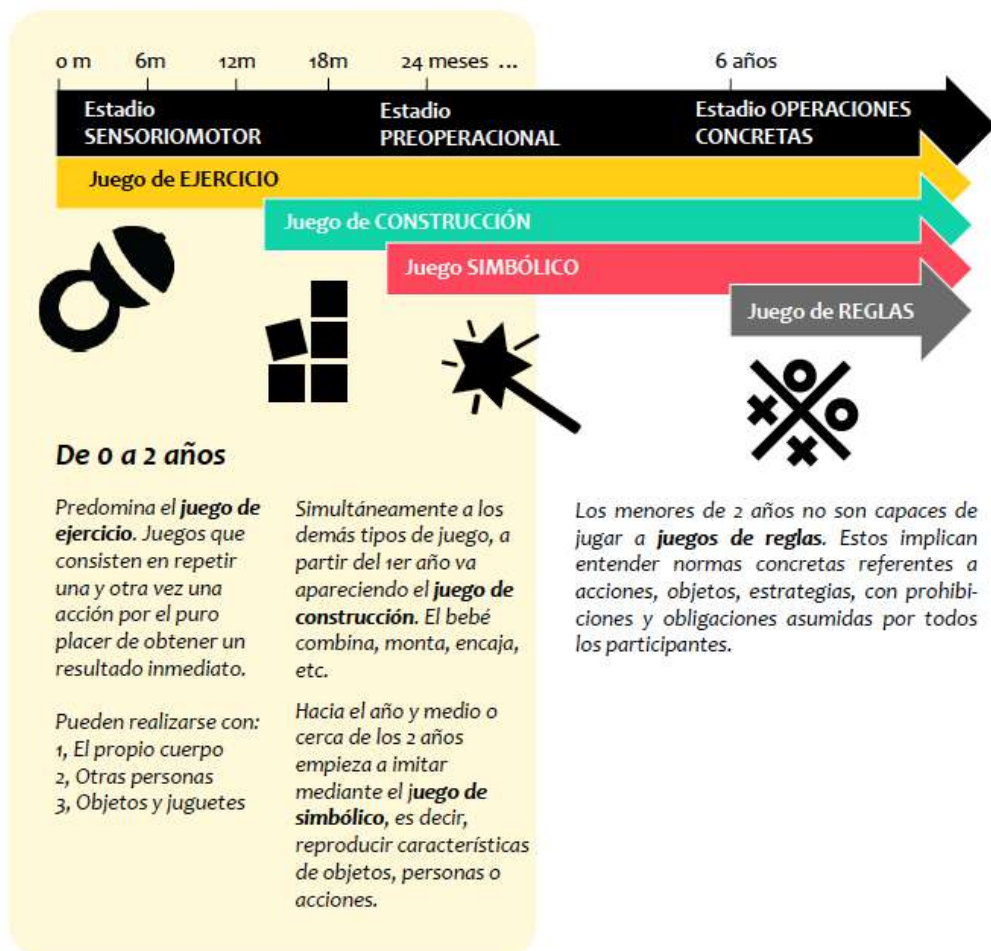 0 m 6m 12m 18m 24 meses ... 6 años
Estadio
SENSORIOMOTOR
Estadio
PREOPERACIONAL
Estadio OPERACIONES
CONCRETAS
Juego de EJERCICIO
Juego de CONSTRUCCIÓN
Juego SIMBÓLICO
Juego de REGLAS
De 0 a 2 años
Predomina el juego de
ejercicio. Juegos que
consisten en repetir
una y otra vez una
acción por el puro
placer de obtener un
resultado inmediato.
Pueden realizarse con:
1, El propio cuerpo
2, Otras personas
3, Objetos y juguetes
Simultáneamente a los
demás tipos de juego, a
partir del 1er año va
apareciendo el juego de
construcción. El bebé
combina, monta, encaja,
etc.
Hacia el año y medio o
cerca de los 2 años
empieza a imitar
mediante el juego de
simbólico, es decir,
reproducir características
de objetos, personas o
acciones.
Los menores de 2 años no son capaces de
jugar a juegos de reglas. Estos implican
entender normas concretas referentes a
acciones, objetos, estrategias, con prohibi-
ciones y obligaciones asumidas por todos
los participantes.